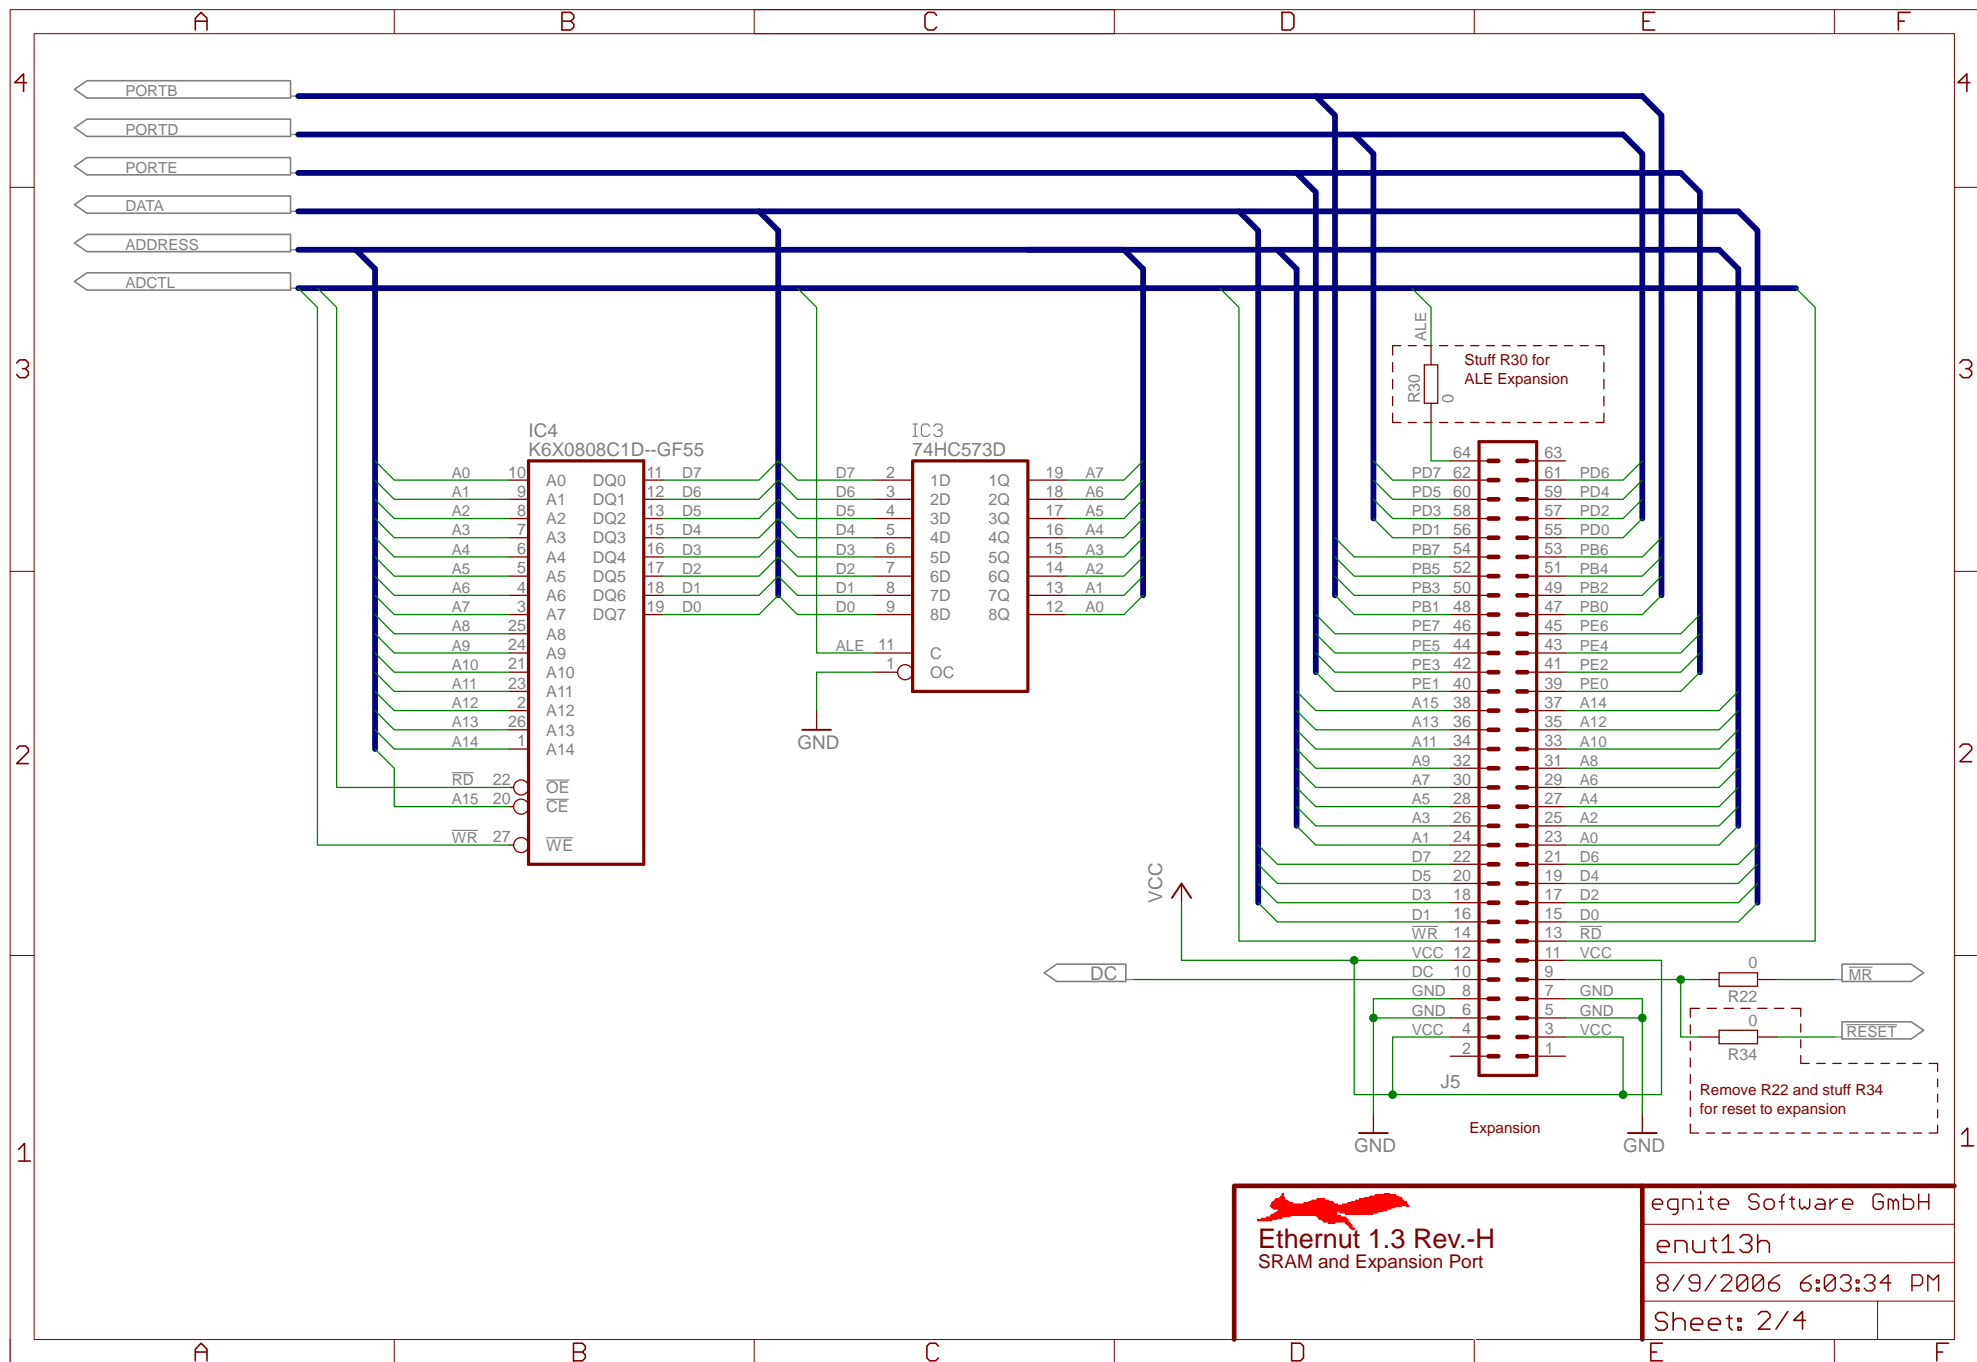 A B C D E F
4 4
PORTB
PORTD
PORTE
DATA
ADDRESS
ADCTL
3 3
ALE
R30
0
Stuff R30 for
ALE Expansion
IC4
K6X0808C1D--GF55
A0 10 A0 DQ0 11 D7
A1 9 A1 DQ1 12 D6
A2 8 A2 DQ2 13 D5
A3 7 A3 DQ3 15 D4
A4 6 A4 DQ4 16 D3
A5 5 A5 DQ5 17 D2
A6 4 A6 DQ6 18 D1
A7 3 A7 DQ7 19 D0
A8 25 A8
A9 24 A9
A10 21 A10
A11 23 A11
A12 2 A12
A13 26 A13
A14 1 A14
RD 22 OE
A15 20 CE
WR 27 WE
IC3
74HC573D
D7 2 1D 1Q 19 A7
D6 3 2D 2Q 18 A6
D5 4 3D 3Q 17 A5
D4 5 4D 4Q 16 A4
D3 6 5D 5Q 15 A3
D2 7 6D 6Q 14 A2
D1 8 7D 7Q 13 A1
D0 9 8D 8Q 12 A0
ALE 11 C
1 OC
GND
2 2
64 63
PD7 62 61 PD6
PD5 60 59 PD4
PD3 58 57 PD2
PD1 56 55 PD0
PB7 54 53 PB6
PB5 52 51 PB4
PB3 50 49 PB2
PB1 48 47 PB0
PE7 46 45 PE6
PE5 44 43 PE4
PE3 42 41 PE2
PE1 40 39 PE0
A15 38 37 A14
A13 36 35 A12
A11 34 33 A10
A9 32 31 A8
A7 30 29 A6
A5 28 27 A4
A3 26 25 A2
A1 24 23 A0
D7 22 21 D6
D5 20 19 D4
D3 18 17 D2
D1 16 15 D0
WR 14 13 RD
VCC 12 11 VCC
DC 10 9
GND 8 7 GND
GND 6 5 GND
VCC 4 3 VCC
2 1
J5
VCC
DC
0
R22
MR
0
R34
RESET
Remove R22 and stuff R34
for reset to expansion
Expansion
GND GND
1 1
Ethernut 1.3 Rev.-H
SRAM and Expansion Port
egnite Software GmbH
enut13h
8/9/2006 6:03:34 PM
Sheet: 2/4
A B C D E F